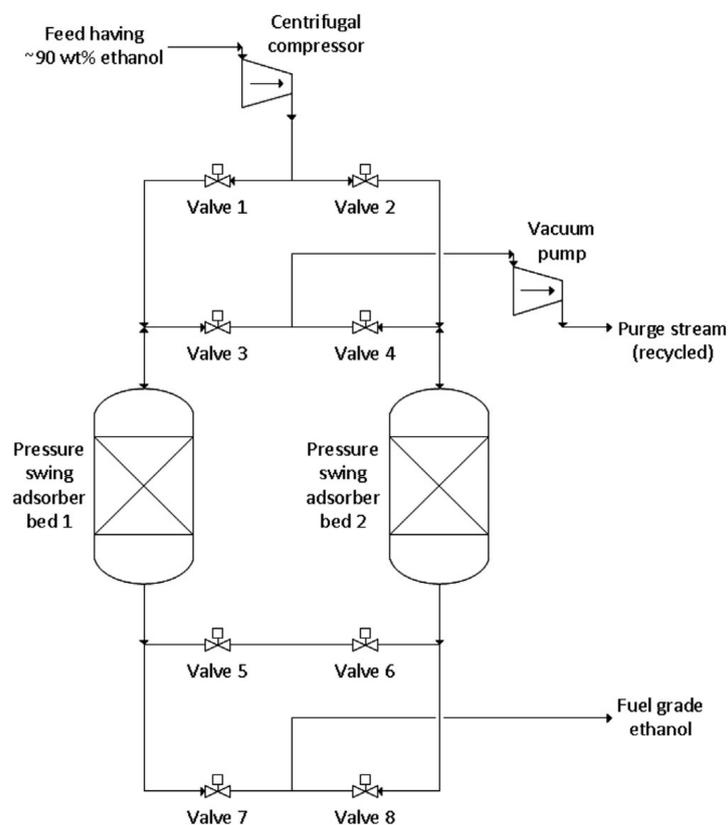 Feed having
~90 wt% ethanol
Centrifugal
compressor
Valve 1
Valve 2
Vacuum
pump
Valve 3
Valve 4
Purge stream
(recycled)
Pressure
swing
adsorber
bed 1
Pressure
swing
adsorber
bed 2
Valve 5
Valve 6
Fuel grade
ethanol
Valve 7
Valve 8